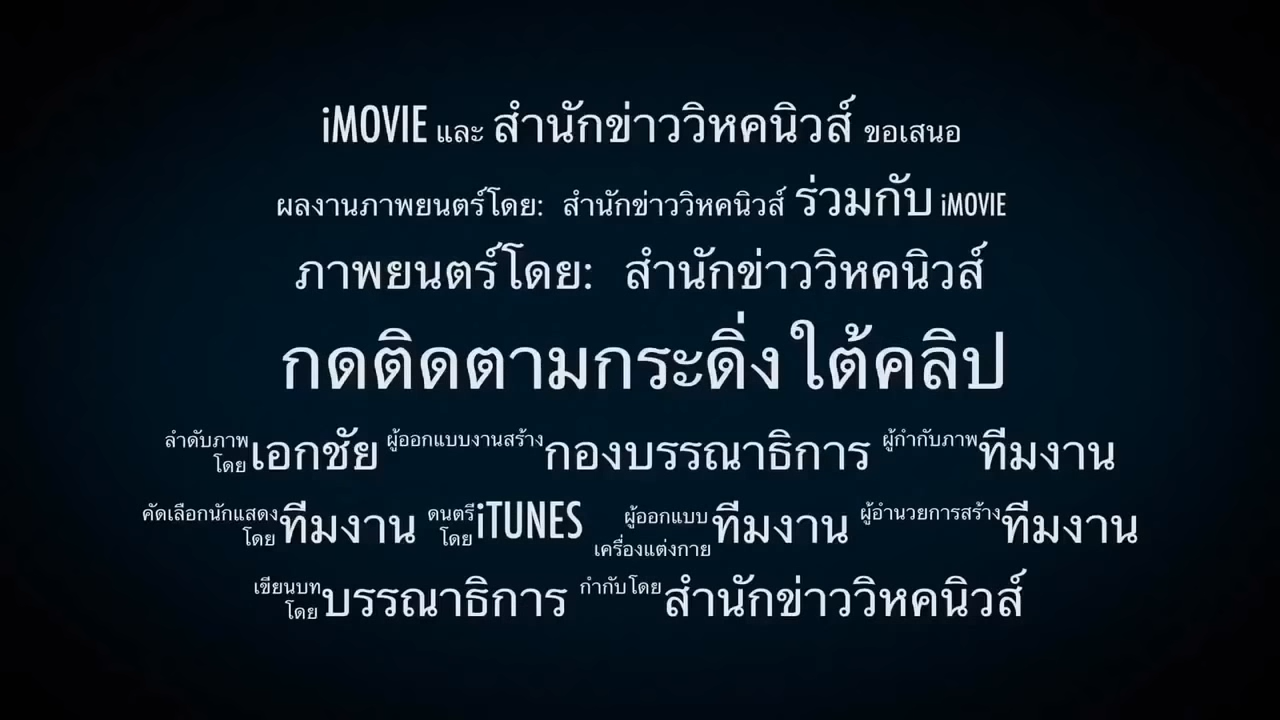 iMOVIE และ สำนักข่าววิหคนิวส์ ขอเสนอ
ผลงานภาพยนตร์โดย: สำนักข่าววิหคนิวส์ ร่วมกับ iMOVIE
ภาพยนตร์โดย: สำนักข่าววิหคนิวส์
กดติดตามกระดิ่ง ใต้คลิป
ลำดับภาพโดย เอกชัย ผู้ออกแบบงานสร้าง กองบรรณาธิการ ผู้กำกับภาพ ทีมงาน
คัดเลือกนักแสดงโดย ทีมงาน ดนตรีโดย iTUNES ผู้ออกแบบเครื่องแต่งกาย ทีมงาน ผู้อำนวยการสร้าง ทีมงาน
เขียนบทโดย บรรณาธิการ กำกับโดย สำนักข่าววิหคนิวส์